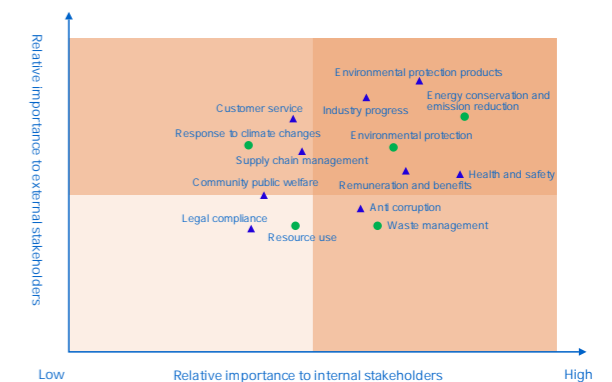 Relative importance to external stakeholders
Environmental protection products
Energy conservation and
emission reduction
Customer service
Industry progress
Response to climate changes
Environmental protection
Supply chain management
Health and safety
Community public welfare
Remuneration and benefits
Anti corruption
Legal compliance
Waste management
Resource use
Low
Relative importance to internal stakeholders
High